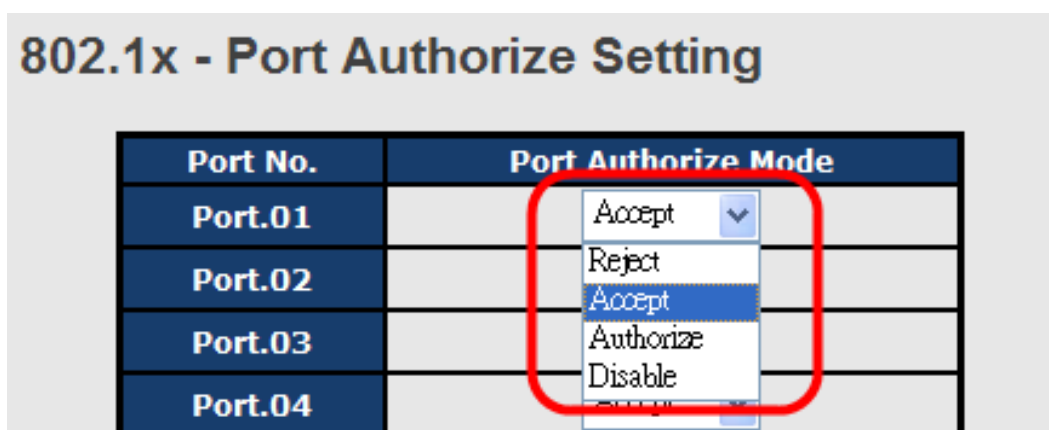 802.1x - Port Authorize Setting
Port No. Port Authorize Mode
Port.01 Accept
Port.02 Reject
Accept
Port.03 Authorize
Disable
Port.04